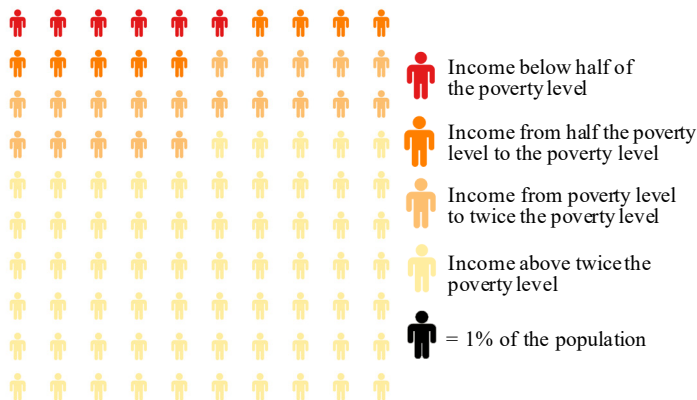 Income below half of
the poverty level
Income from half the poverty
level to the poverty level
Income from poverty level
to twice the poverty level
Income above twice the
poverty level
= 1% of the population